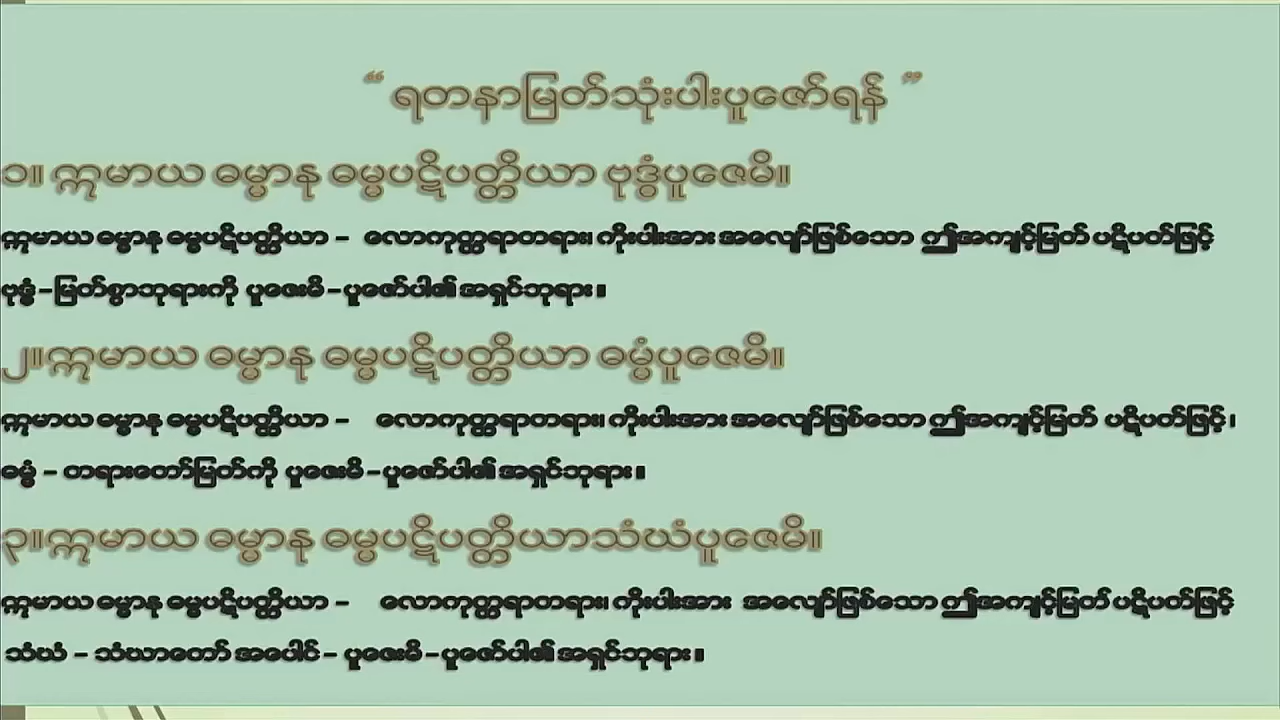 “ ရတနာမြတ်သုံးပါးပူဇော်ရန် ”
၁။ ဣမာယ ဓမ္မာနု ဓမ္မပဋိပတ္တိယာ ဗုဒ္ဓံပူဇေမိ။
ဣမာယ ဓမ္မာနု ဓမ္မပဋိပတ္တိယာ – လောကုတ္တရာတရား၊ ကိုးပါးအား အလျော်ဖြစ်သော ဤအကျင့်မြတ် ပဋိပတ်ဖြင့်
ဗုဒ္ဓံ – မြတ်စွာဘုရားကို ပူဇေးမိ – ပူဇော်ပါ၏ အရှင်ဘုရား ။
၂။ဣမာယ ဓမ္မာနု ဓမ္မပဋိပတ္တိယာ ဓမ္မံပူဇေမိ။
ဣမာယ ဓမ္မာနု ဓမ္မပဋိပတ္တိယာ – လောကုတ္တရာတရား၊ ကိုးပါးအား အလျော်ဖြစ်သော ဤအကျင့်မြတ် ပဋိပတ်ဖြင့် ၊
ဓမ္မံ – တရားတော်မြတ်ကို ပူဇေးမိ – ပူဇော်ပါ၏ အရှင်ဘုရား ။
၃။ဣမာယ ဓမ္မာနု ဓမ္မပဋိပတ္တိယာသံဃံပူဇေမိ။
ဣမာယ ဓမ္မာနု ဓမ္မပဋိပတ္တိယာ – လောကုတ္တရာတရား၊ ကိုးပါးအား အလျော်ဖြစ်သော ဤအကျင့်မြတ် ပဋိပတ်ဖြင့်
သံဃံ – သံဃာတော် အပေါင်း – ပူဇေးမိ – ပူဇော်ပါ၏ အရှင်ဘုရား ။